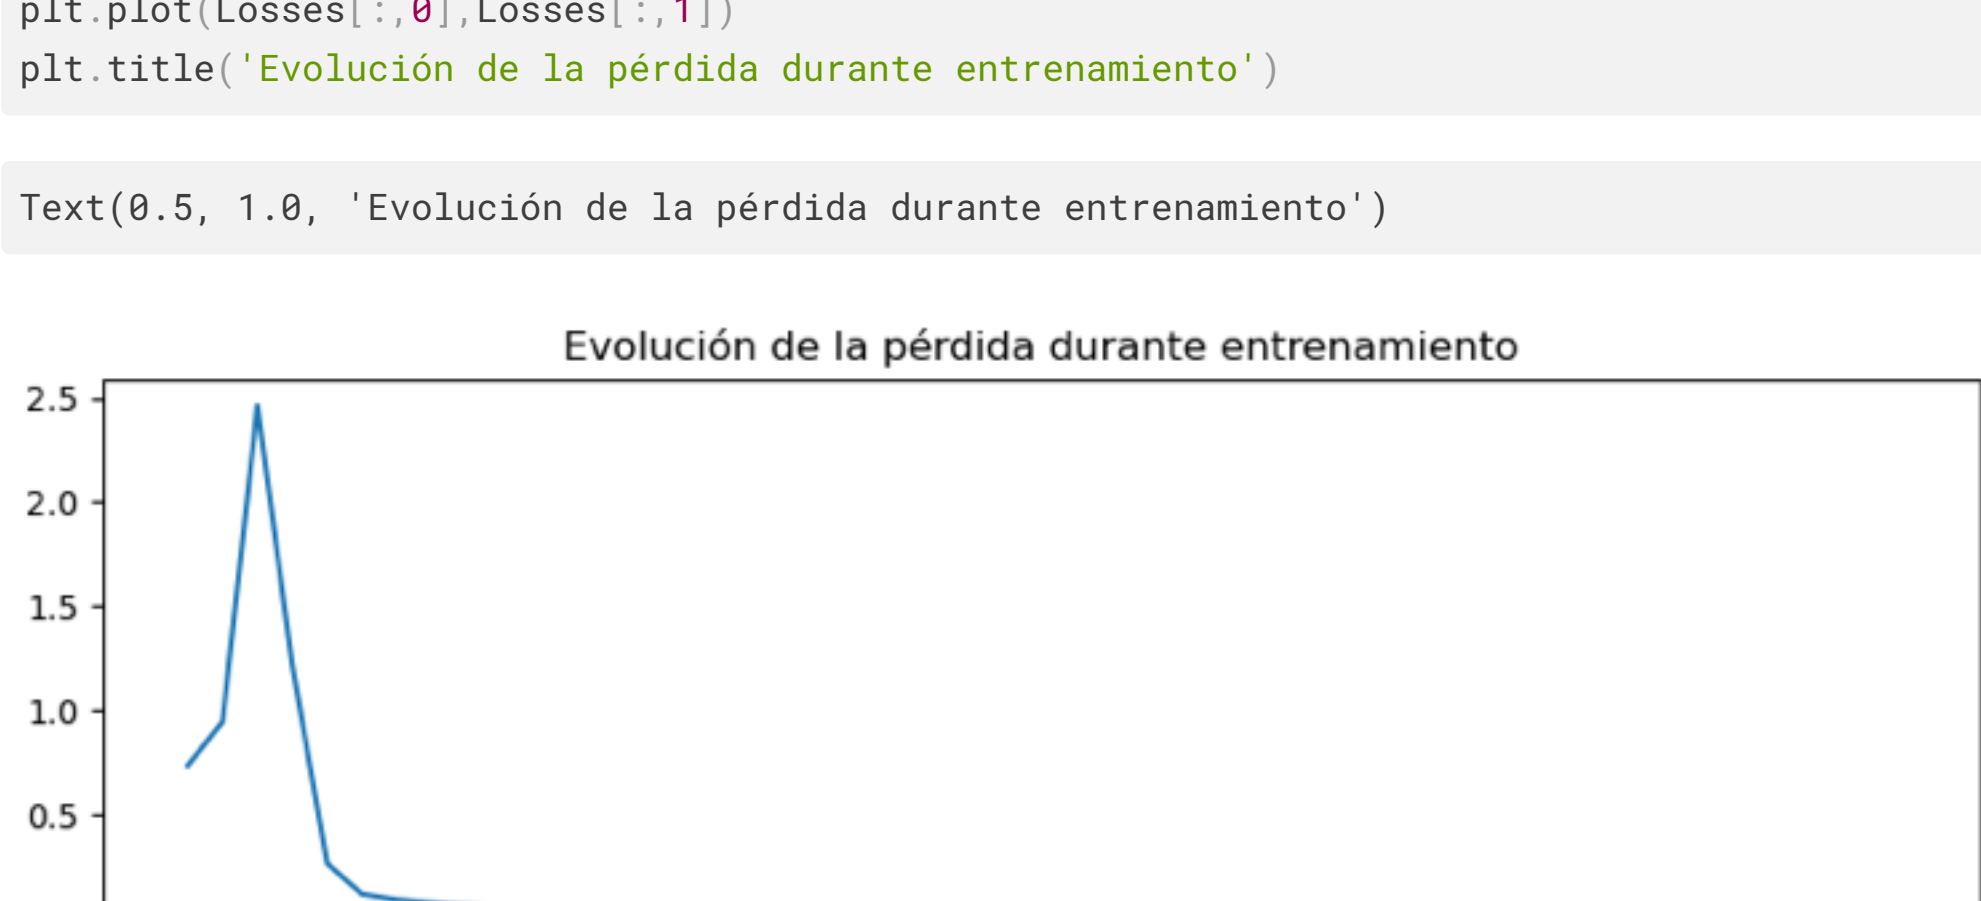 plt.plot(Losses[:,0],Losses[:,1])
plt.title('Evolución de la pérdida durante entrenamiento')
Text(0.5, 1.0, 'Evolución de la pérdida durante entrenamiento')
Evolución de la pérdida durante entrenamiento
2.5
2.0
1.5
1.0
0.5